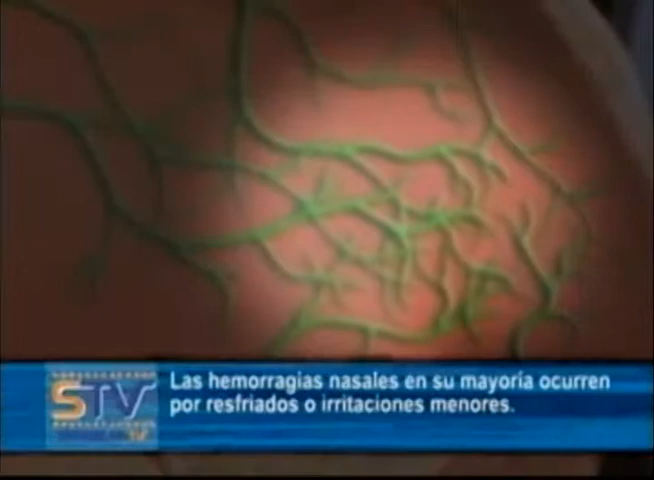 STV
Las hemorragias nasales en su mayoría ocurren
por resfriados o irritaciones menores.